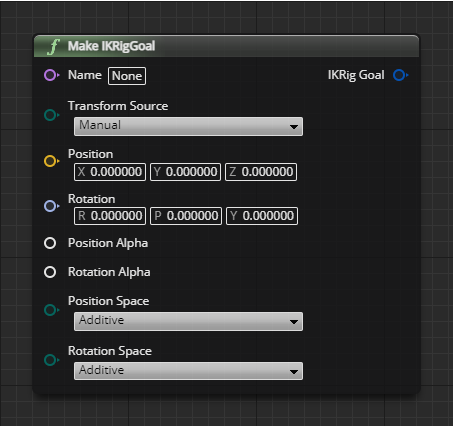 f Make IKRigGoal
Name None IKRig Goal
Transform Source
Manual
Position
X 0.000000 Y 0.000000 Z 0.000000
Rotation
R 0.000000 P 0.000000 Y 0.000000
Position Alpha
Rotation Alpha
Position Space
Additive
Rotation Space
Additive